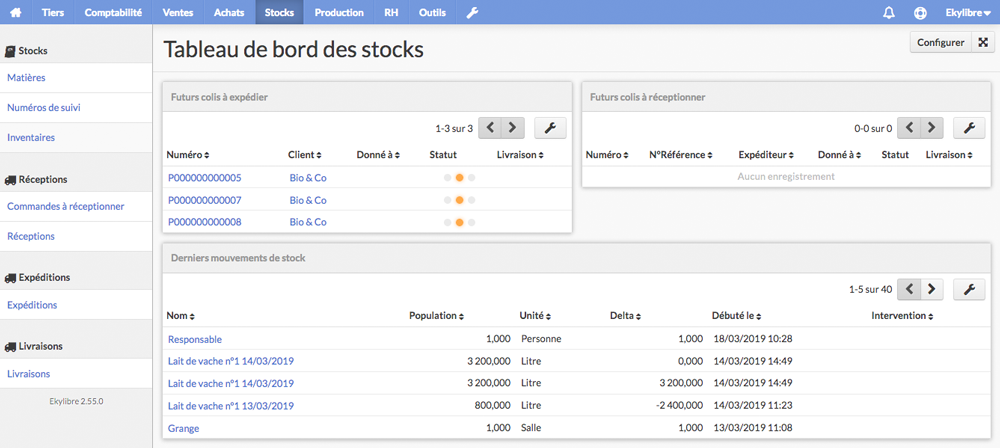 Tiers Comptabilité Ventes Achats Stocks Production RH Outils Ekylibre
Stocks
Matières
Numéros de suivi
Inventaires
Réceptions
Commandes à réceptionner
Réceptions
Expéditions
Expéditions
Livraisons
Livraisons
Ekylibre 2.55.0
Tableau de bord des stocks
Configurer
Futurs colis à expédier
1-3 sur 3
Numéro Client Donné à Statut Livraison
P000000000005 Bio & Co
P000000000007 Bio & Co
P000000000008 Bio & Co
Futurs colis à réceptionner
0-0 sur 0
Numéro N°Référence Expéditeur Donné à Statut Livraison
Aucun enregistrement
Derniers mouvements de stock
1-5 sur 40
Nom Population Unité Delta Débuté le Intervention
Responsable 1,000 Personne 1,000 18/03/2019 10:28
Lait de vache n°1 14/03/2019 3 200,000 Litre 0,000 14/03/2019 14:49
Lait de vache n°1 14/03/2019 3 200,000 Litre 3 200,000 14/03/2019 14:49
Lait de vache n°1 13/03/2019 800,000 Litre -2 400,000 14/03/2019 11:23
Grange 1,000 Salle 1,000 13/03/2019 11:08